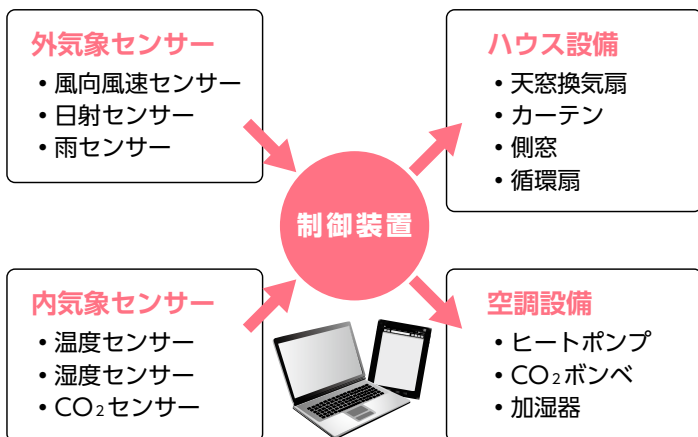 外気象センサー
・風向風速センサー
・日射センサー
・雨センサー
ハウス設備
・天窓換気扇
・カーテン
・側窓
・循環扇
制御装置
内気象センサー
・温度センサー
・湿度センサー
・CO₂センサー
空調設備
・ヒートポンプ
・CO₂ボンベ
・加湿器